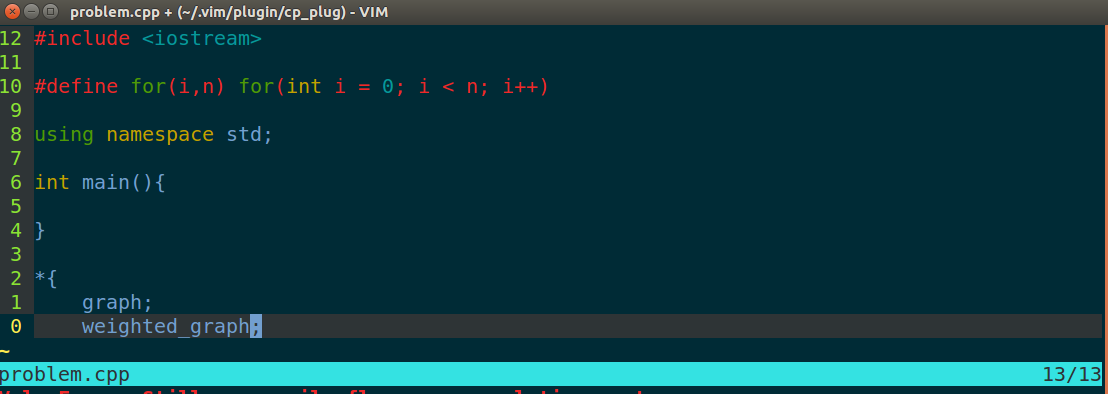 problem.cpp + (~/.vim/plugin/cp_plug) - VIM
12 #include <iostream>
11
10 #define for(i,n) for(int i = 0; i < n; i++)
9
8 using namespace std;
7
6 int main(){
5
4 }
3
2 *{
1     graph;
0     weighted_graph;
~
problem.cpp 13/13